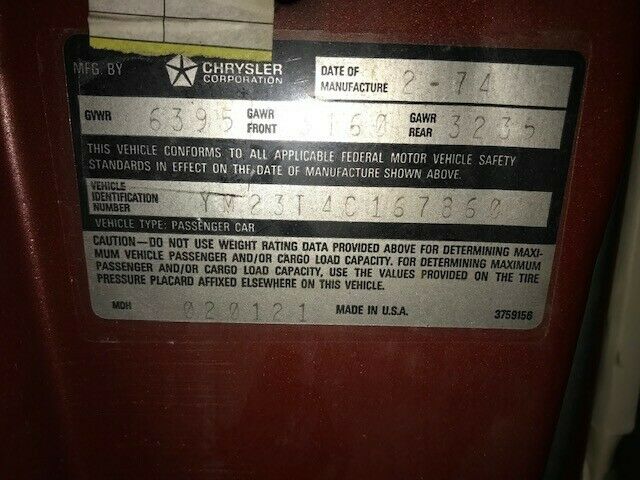 MFG. BY CHRYSLER CORPORATION
DATE OF MANUFACTURE 2-74
GVWR 6395 GAWR FRONT 3160 GAWR REAR 3235
THIS VEHICLE CONFORMS TO ALL APPLICABLE FEDERAL MOTOR VEHICLE SAFETY
STANDARDS IN EFFECT ON THE DATE OF MANUFACTURE SHOWN ABOVE.
VEHICLE IDENTIFICATION NUMBER YM23T4C167860
VEHICLE TYPE: PASSENGER CAR
CAUTION—DO NOT USE WEIGHT RATING DATA PROVIDED ABOVE FOR DETERMINING MAXI-
MUM VEHICLE PASSENGER AND/OR CARGO LOAD CAPACITY. FOR DETERMINING MAXIMUM
PASSENGER AND/OR CARGO LOAD CAPACITY, USE THE VALUES PROVIDED ON THE TIRE
PRESSURE PLACARD AFFIXED ELSEWHERE ON THIS VEHICLE.
MDH 020121 MADE IN U.S.A. 3759156